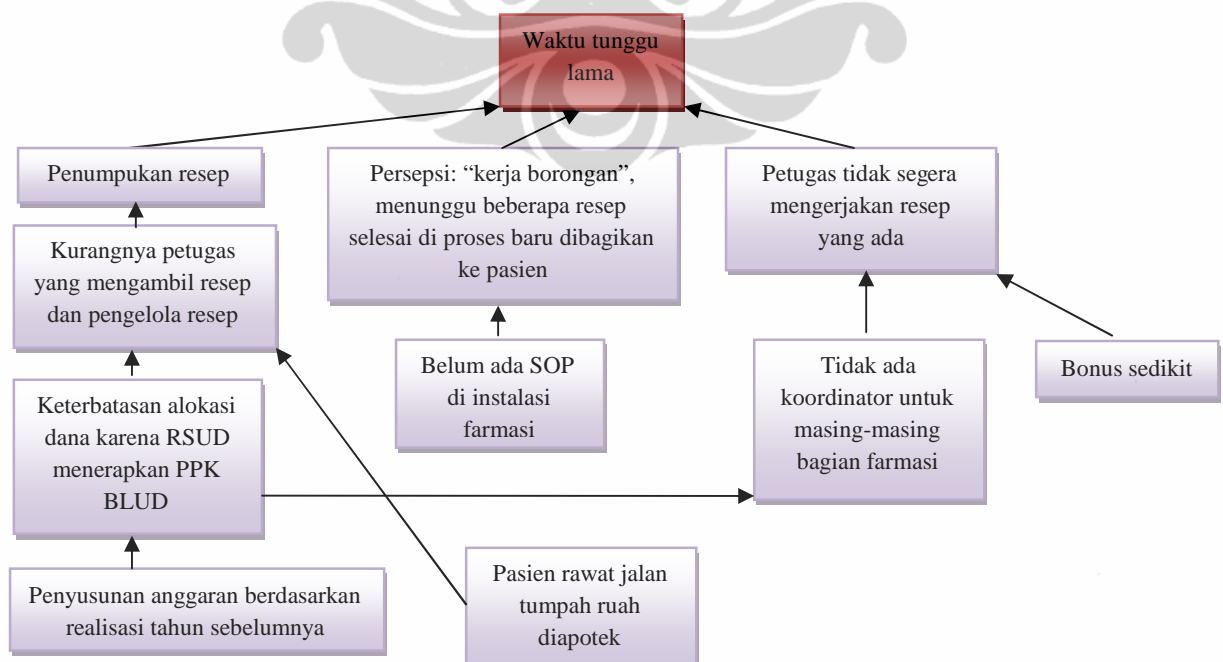 Waktu tunggu
lama
Penumpukan resep
Persepsi: “kerja borongan”,
menunggu beberapa resep
selesai di proses baru dibagikan
ke pasien
Petugas tidak segera
mengerjakan resep
yang ada
Kurangnya petugas
yang mengambil resep
dan pengelola resep
Belum ada SOP
di instalasi
farmasi
Tidak ada
koordinator untuk
masing-masing
bagian farmasi
Bonus sedikit
Keterbatasan alokasi
dana karena RSUD
menerapkan PPK
BLUD
Penyusunan anggaran berdasarkan
realisasi tahun sebelumnya
Pasien rawat jalan
tumpah ruah
diapotek